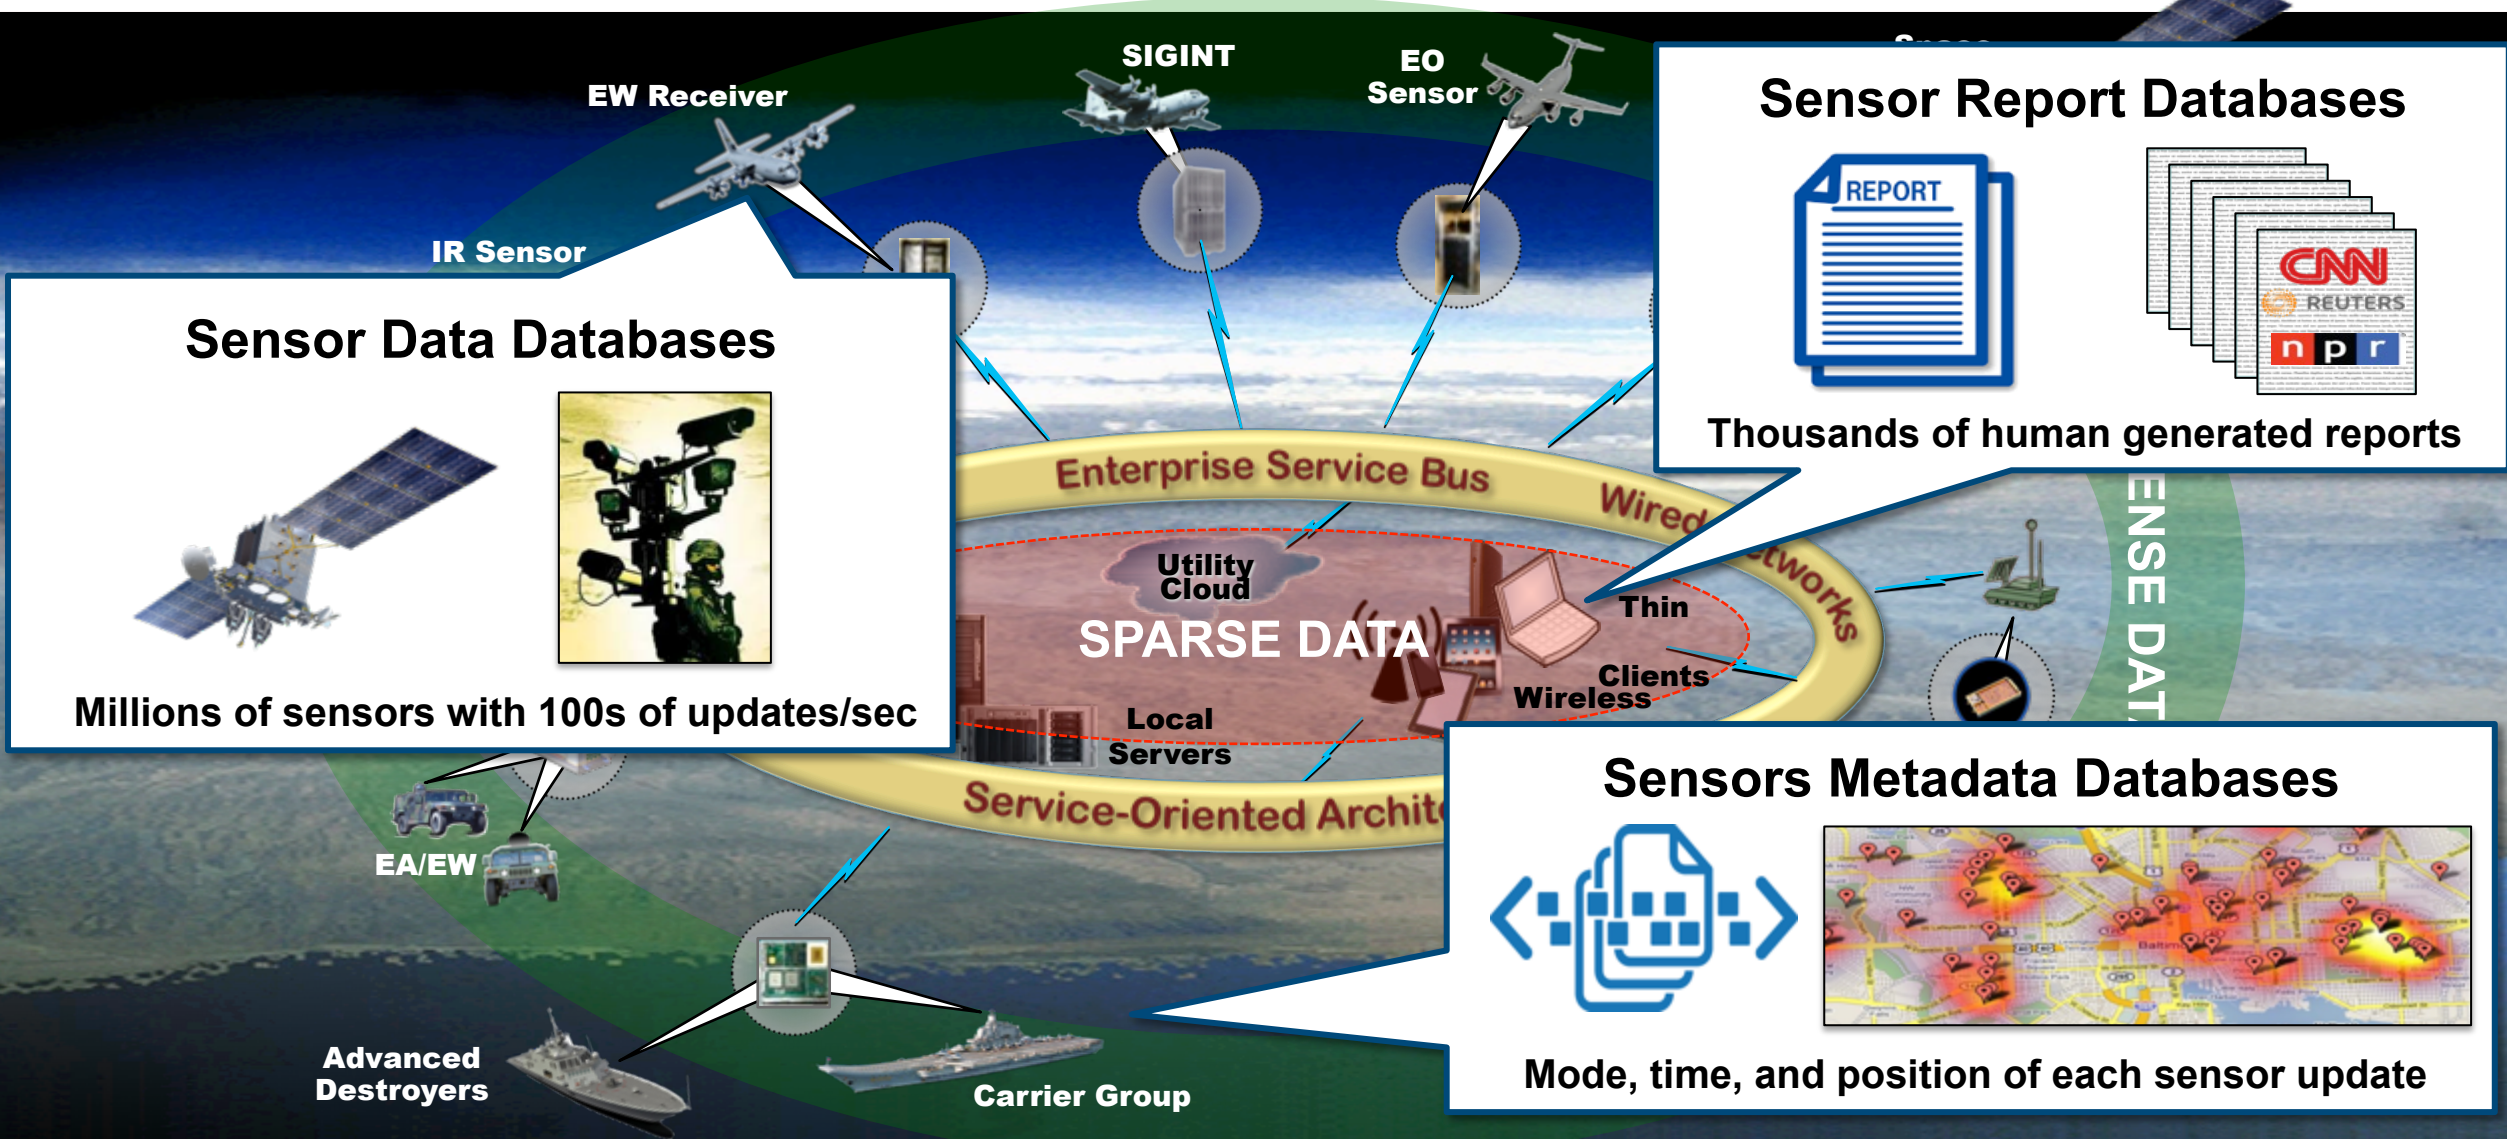 SIGINT
EO
Sensor
EW Receiver
IR Sensor
Space
Sensor Report Databases
REPORT
CNN
REUTERS
npr
Thousands of human generated reports
Sensor Data Databases
Millions of sensors with 100s of updates/sec
Enterprise Service Bus
Wired
Utility
Cloud
SPARSE DATA
Thin
Clients
Wireless
Local
Servers
Service-Oriented
EA/EW
Sensors Metadata Databases
Mode, time, and position of each sensor update
Advanced
Destroyers
Carrier Group